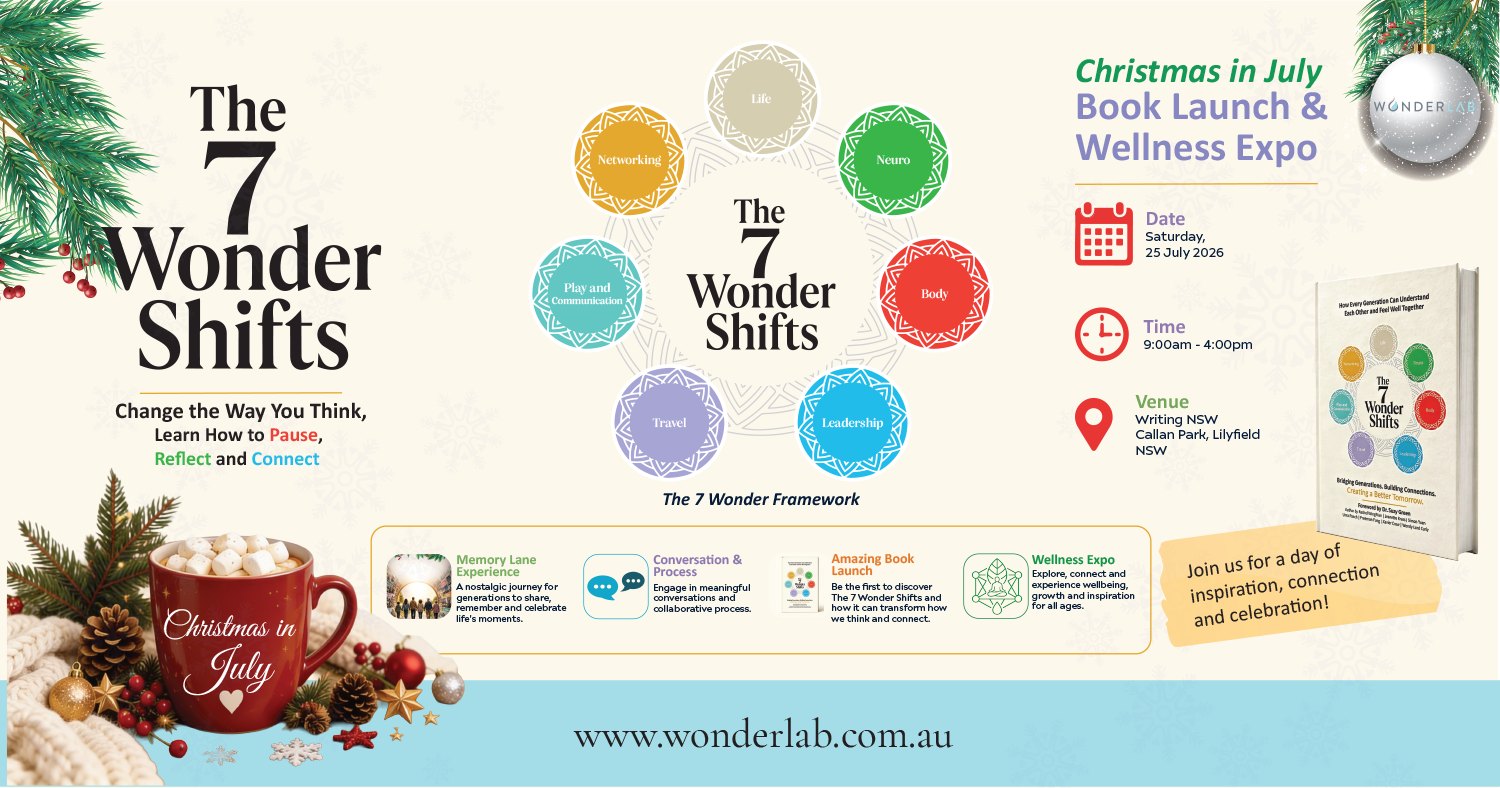 The
7
Wonder
Shifts
Change the Way You Think,
Learn How to Pause,
Reflect and Connect
Life
Networking
Neuro
Play and
Communication
Body
Travel
Leadership
The
7
Wonder
Shifts
The 7 Wonder Framework
Christmas in July
Book Launch &
Wellness Expo
WONDERLAB
Date
Saturday,
25 July 2026
Time
9:00am - 4:00pm
Venue
Writing NSW
Callan Park, Lilyfield
NSW
How Every Generation Can Understand
Each Other and Feel Well Together
Life
Networking
Neuro
Body
Travel
Leadership
The
7
Wonder
Shifts
Bridging Generations. Building Connections.
Creating a Better Tomorrow.
Foreword by Dr. Suzy Green
Memory Lane
Experience
A nostalgic journey for
generations to share,
remember and celebrate
life's moments.
Conversation &
Process
Engage in meaningful
conversations and
collaborative process.
Amazing Book
Launch
Be the first to discover
The 7 Wonder Shifts and
how it can transform how
we think and connect.
Wellness Expo
Explore, connect and
experience wellbeing,
growth and inspiration
for all ages.
Join us for a day of
inspiration, connection
and celebration!
Christmas in
July
www.wonderlab.com.au